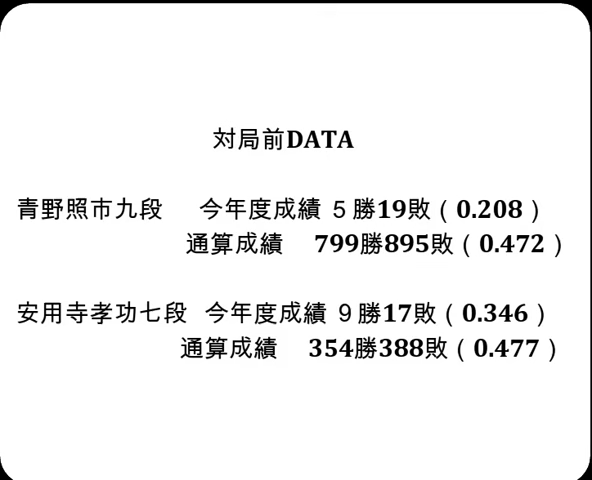 対局前DATA
青野照市九段 今年度成績 5勝19敗(0.208)
通算成績 799勝895敗(0.472)
安用寺孝功七段 今年度成績 9勝17敗(0.346)
通算成績 354勝388敗(0.477)